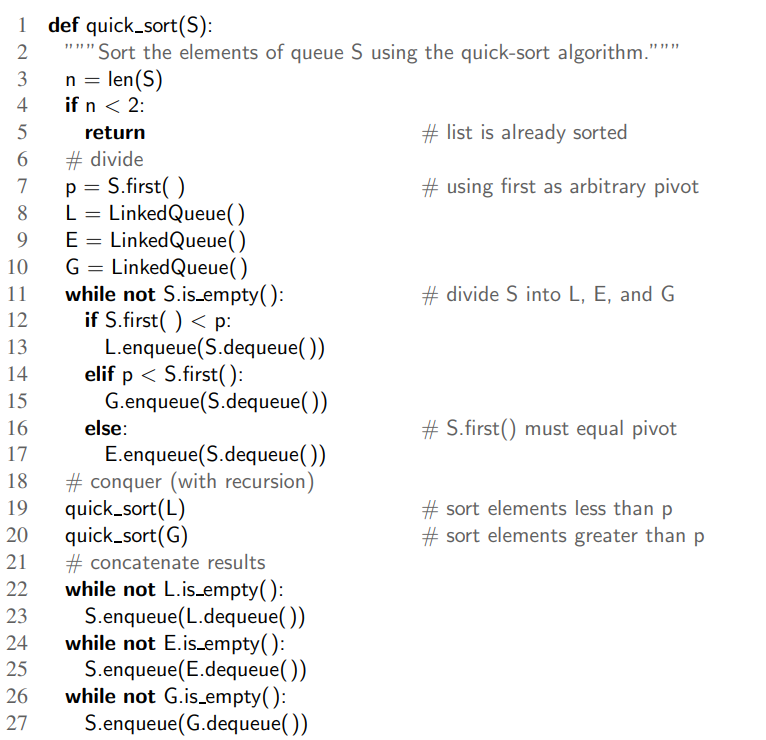 1 def quick_sort(S):
2 """Sort the elements of queue S using the quick-sort algorithm."""
3 n = len(S)
4 if n < 2:
5 return # list is already sorted
6 # divide
7 p = S.first( ) # using first as arbitrary pivot
8 L = LinkedQueue( )
9 E = LinkedQueue( )
10 G = LinkedQueue( )
11 while not S.is_empty( ): # divide S into L, E, and G
12 if S.first( ) < p:
13 L.enqueue(S.dequeue( ))
14 elif p < S.first( ):
15 G.enqueue(S.dequeue( ))
16 else: # S.first() must equal pivot
17 E.enqueue(S.dequeue( ))
18 # conquer (with recursion)
19 quick_sort(L) # sort elements less than p
20 quick_sort(G) # sort elements greater than p
21 # concatenate results
22 while not L.is_empty( ):
23 S.enqueue(L.dequeue( ))
24 while not E.is_empty( ):
25 S.enqueue(E.dequeue( ))
26 while not G.is_empty( ):
27 S.enqueue(G.dequeue( ))